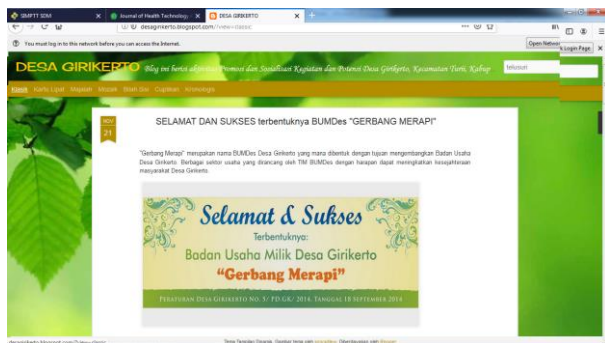 SIMPTT SDM
Journal of Health Technology
DESA GIRIKERTO
desagirikerto.blogspot.com/?view=classic
You must log in to this network before you can access the Internet.
Open Networ
k Login Page
DESA GIRIKERTO
Blog ini berisi aktivitas Promosi dan Sosialisasi Kegiatan dan Potensi Desa Girikerto, Kecamatan Turi, Kabup
telusuri
Klasik Kartu Lipat Majalah Mozaik Bilah Sisi Cuplikan Kronologis
NOV
21
SELAMAT DAN SUKSES terbentuknya BUMDes "GERBANG MERAPI"
"Gerbang Merapi" merupakan nama BUMDes Desa Girikerto yang mana dibentuk dengan tujuan mengembangkan Badan Usaha
Desa Girikerto. Berbagai sektor usaha yang dirancang oleh TIM BUMDes dengan harapan dapat meningkatkan kesejahteraan
masyarakat Desa Girikerto.
Selamat & Sukses
Terbentuknya:
Badan Usaha Milik Desa Girikerto
"Gerbang Merapi"
PERATURAN DESA GIRIKERTO NO. 5/ PD.GK/ 2014, TANGGAL 18 SEPTEMBER 2014